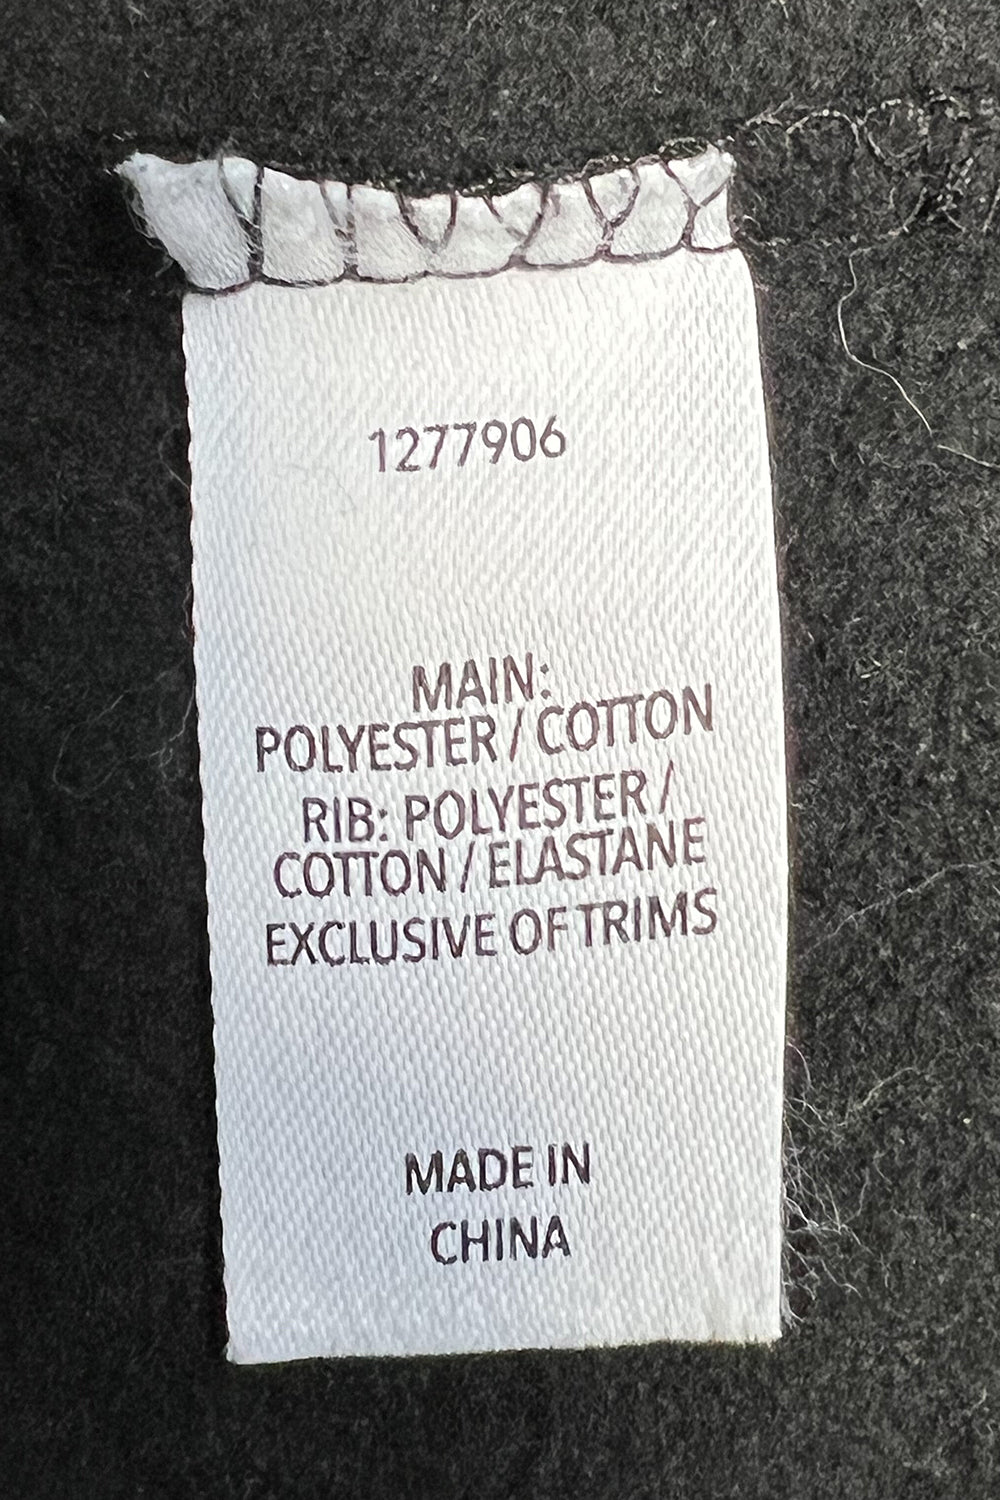 1277906
MAIN:
POLYESTER / COTTON
RIB: POLYESTER /
COTTON / ELASTANE
EXCLUSIVE OF TRIMS
MADE IN
CHINA